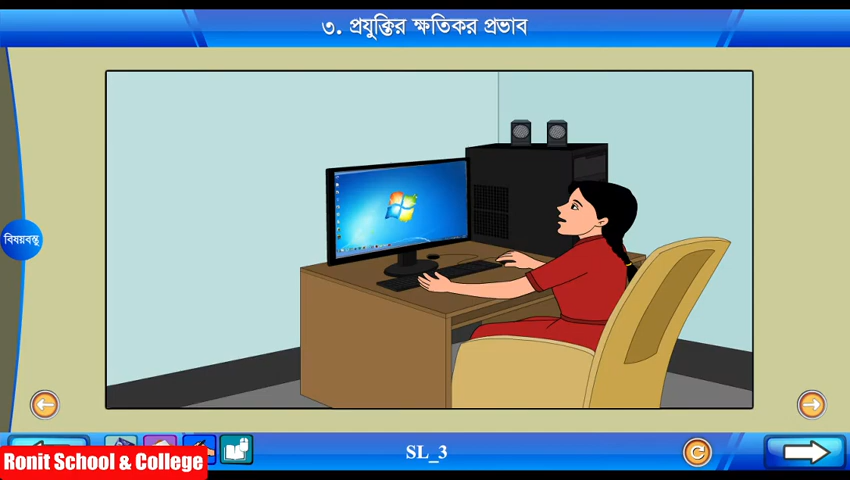 ৩. প্রযুক্তির ক্ষতিকর প্রভাব
বিষয়বস্তু
SL_3
Ronit School & College